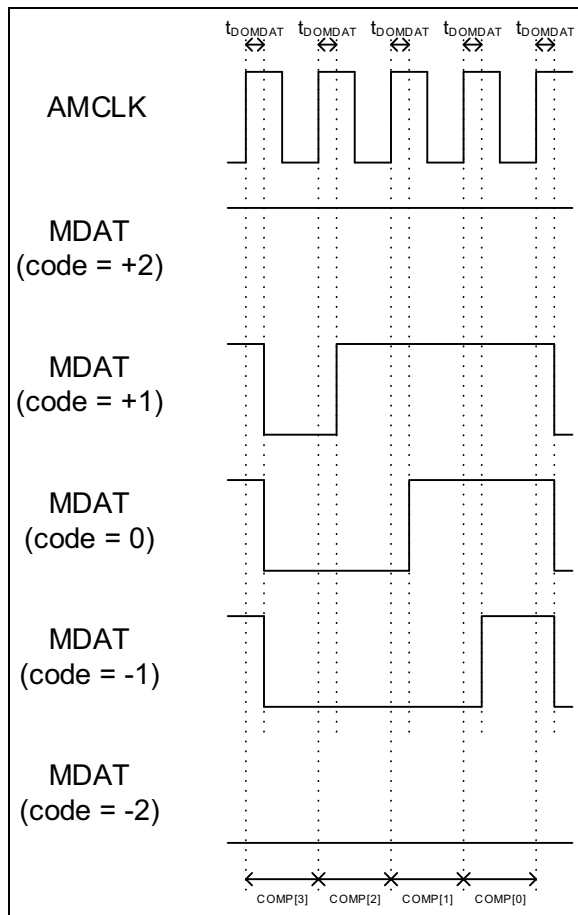 tDOMDAT tDOMDAT tDOMDAT tDOMDAT tDOMDAT
AMCLK
MDAT
(code = +2)
MDAT
(code = +1)
MDAT
(code = 0)
MDAT
(code = -1)
MDAT
(code = -2)
COMP[3] COMP[2] COMP[1] COMP[0]